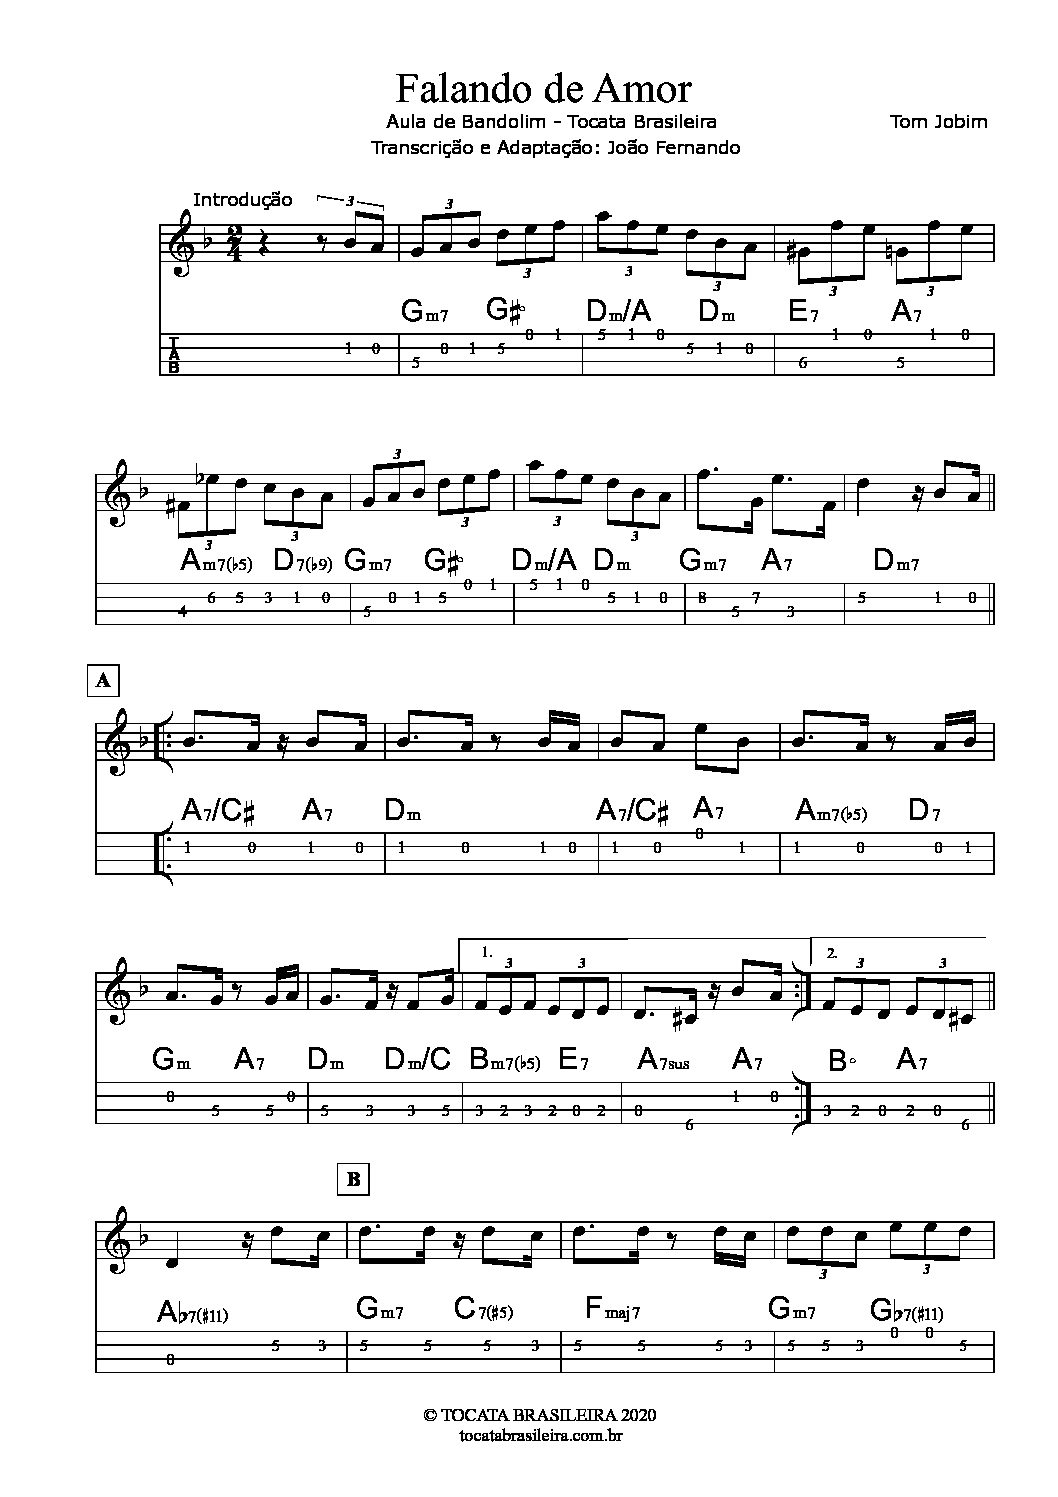 Falando de Amor
Aula de Bandolim - Tocata Brasileira
Tom Jobim
Transcrição e Adaptação: João Fernando
Introdução
3 3 3 3 3 3 3
2/4
Gm7 G♯° Dm/A Dm E7 A7
0 1 5 1 0 1 0 1 0
1 0 0 1 5 5 1 0
5 6 5
TAB
3 3 3 3 3 3
Am7(♭5) D7(♭9) Gm7 G♯° Dm/A Dm Gm7 A7 Dm7
0 1 5 1 0
6 5 3 1 0 0 1 5 5 1 0 8 7 5 1 0
4 5 5 3
A
A7/C♯ A7 Dm A7/C♯ A7 Am7(♭5) D7
0
1 0 1 0 1 0 1 0 1 0 1 1 0 0 1
1. 2.
3 3 3 3
Gm A7 Dm Dm/C Bm7(♭5) E7 A7sus A7 B° A7
0 0 1 0
5 5 5 3 3 5 3 2 3 2 0 2 0 3 2 0 2 0
6 6
B
3 3
A♭7(♯11) Gm7 C7(♯5) Fmaj7 Gm7 G♭7(♯11)
0 0
5 3 5 5 5 3 5 5 5 3 5 5 3 5
0
© TOCATA BRASILEIRA 2020
tocatabrasileira.com.br